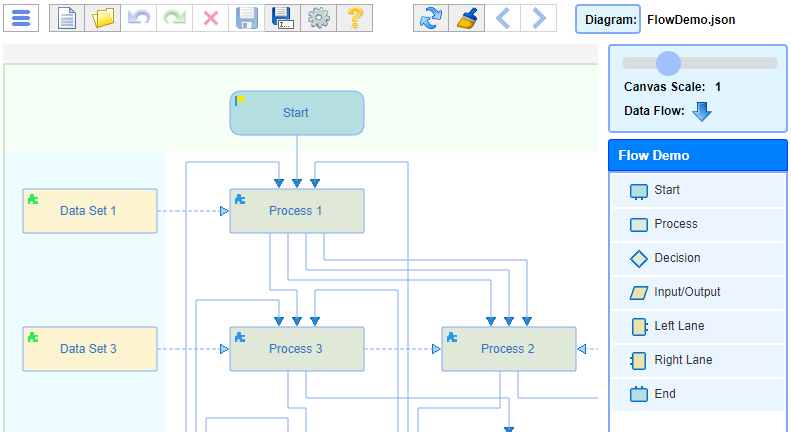 Diagram: FlowDemo.json
Canvas Scale: 1
Data Flow:
Flow Demo
Start
Process
Decision
Input/Output
Left Lane
Right Lane
End
Start
Data Set 1
Process 1
Data Set 3
Process 3
Process 2